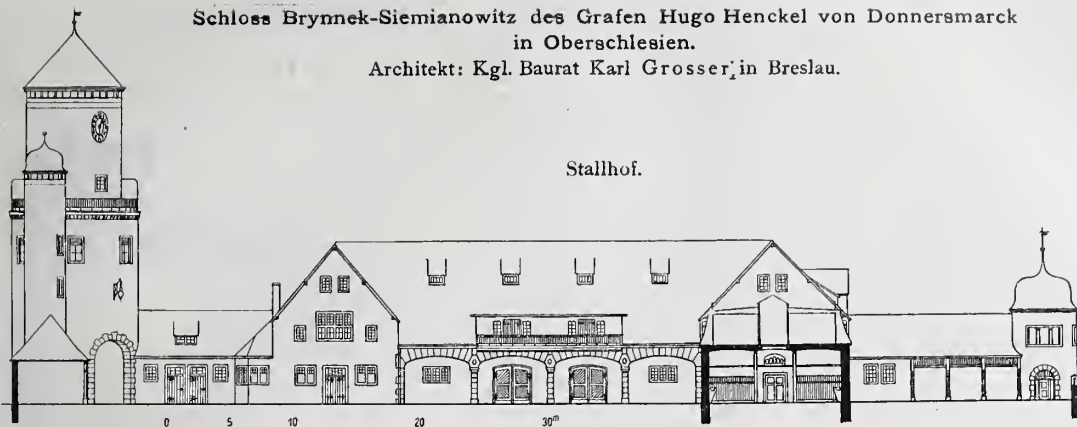 Schloss Brynnek-Siemianowitz des Grafen Hugo Henckel von Donnersmarck
in Oberschlesien.
Architekt: Kgl. Baurat Karl Grosser in Breslau.
Stallhof.
0 5 10 20 30m